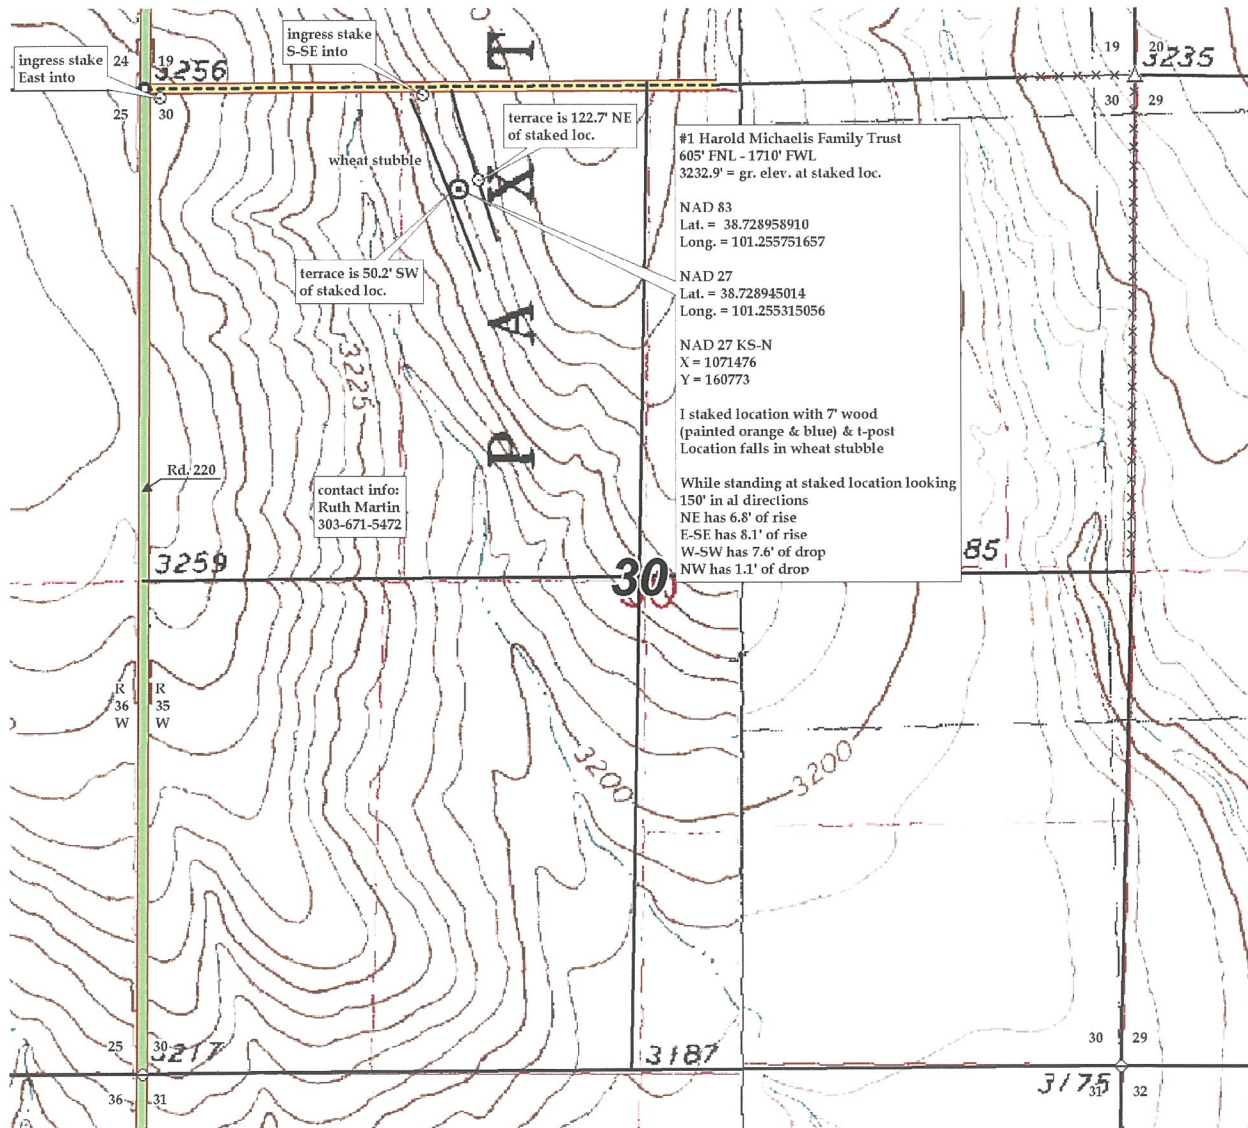 ingress stake
S-SE into
ingress stake
East into
24
19
3256
25
30
T
X
A
P
19
20
3235
30
29
terrace is 122.7' NE
of staked loc.
wheat stubble
terrace is 50.2' SW
of staked loc.
#1 Harold Michaelis Family Trust
605' FNL - 1710' FWL
3232.9' = gr. elev. at staked loc.
NAD 83
Lat. = 38.728958910
Long. = 101.255751657
NAD 27
Lat. = 38.728945014
Long. = 101.255315056
NAD 27 KS-N
X = 1071476
Y = 160773
I staked location with 7' wood
(painted orange & blue) & t-post
Location falls in wheat stubble
While standing at staked location looking
150' in al directions
NE has 6.8' of rise
E-SE has 8.1' of rise
W-SW has 7.6' of drop
NW has 1.1' of drop
3225
Rd. 220
contact info:
Ruth Martin
303-671-5472
3259
30
85
R
36
W
R
35
W
3200
3200
25
30
3217
3187
30
29
3175
31
32
36
31